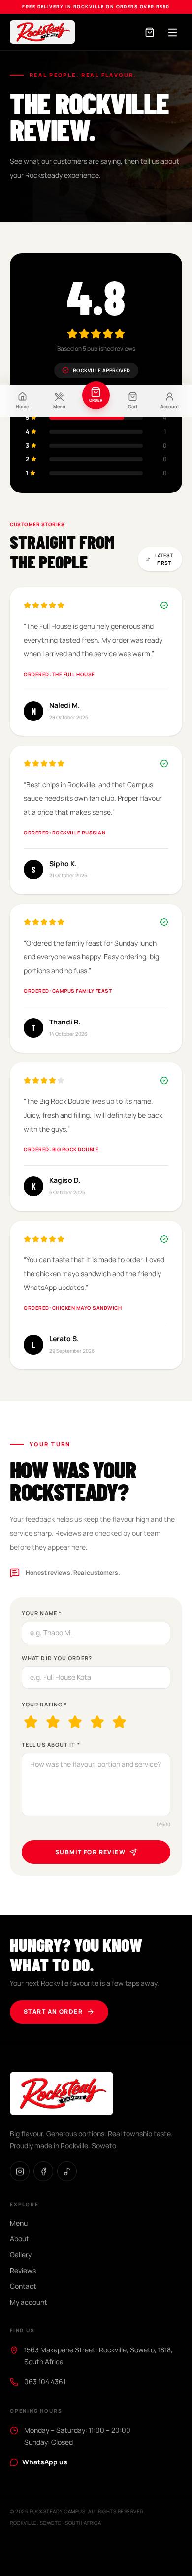 FREE DELIVERY IN ROCKVILLE ON ORDERS OVER R350
Rocksteady
REAL PEOPLE. REAL FLAVOUR.
THE ROCKVILLE
REVIEW.
See what our customers are saying, then tell us about
your Rocksteady experience.
4.8
Based on 5 published reviews
ROCKVILLE APPROVED
Home
Menu
ORDER
Cart
Account
5
4
4
1
3
0
2
0
1
0
CUSTOMER STORIES
STRAIGHT FROM
THE PEOPLE
LATEST
FIRST
“The Full House is genuinely generous and
everything tasted fresh. My order was ready
when I arrived and the service was warm.”
ORDERED: THE FULL HOUSE
N
Naledi M.
28 October 2026
“Best chips in Rockville, and that Campus
sauce needs its own fan club. Proper flavour
at a price that makes sense.”
ORDERED: ROCKVILLE RUSSIAN
S
Sipho K.
21 October 2026
“Ordered the family feast for Sunday lunch
and everyone was happy. Easy ordering, big
portions and no fuss.”
ORDERED: CAMPUS FAMILY FEAST
T
Thandi R.
14 October 2026
“The Big Rock Double lives up to its name.
Juicy, fresh and filling. I will definitely be back
with the guys.”
ORDERED: BIG ROCK DOUBLE
K
Kagiso D.
6 October 2026
“You can taste that it is made to order. Loved
the chicken mayo sandwich and the friendly
WhatsApp updates.”
ORDERED: CHICKEN MAYO SANDWICH
L
Lerato S.
29 September 2026
YOUR TURN
HOW WAS YOUR
ROCKSTEADY?
Your feedback helps us keep the flavour high and the
service sharp. Reviews are checked by our team
before they appear here.
Honest reviews. Real customers.
YOUR NAME *
e.g. Thabo M.
WHAT DID YOU ORDER?
e.g. Full House Kota
YOUR RATING *
TELL US ABOUT IT *
How was the flavour, portion and service?
SUBMIT FOR REVIEW
HUNGRY? YOU KNOW
WHAT TO DO.
Your next Rockville favourite is a few taps away.
START AN ORDER
Rocksteady
Big flavour. Generous portions. Real township taste.
Proudly made in Rockville, Soweto.
EXPLORE
Menu
About
Gallery
Reviews
Contact
My account
FIND US
1563 Makapane Street, Rockville, Soweto, 1818,
South Africa
063 104 4361
OPENING HOURS
Monday – Saturday: 11:00 – 20:00
Sunday: Closed
WhatsApp us
© 2026 ROCKSTEADY CAMPUS. ALL RIGHTS RESERVED.
ROCKVILLE, SOWETO · SOUTH AFRICA